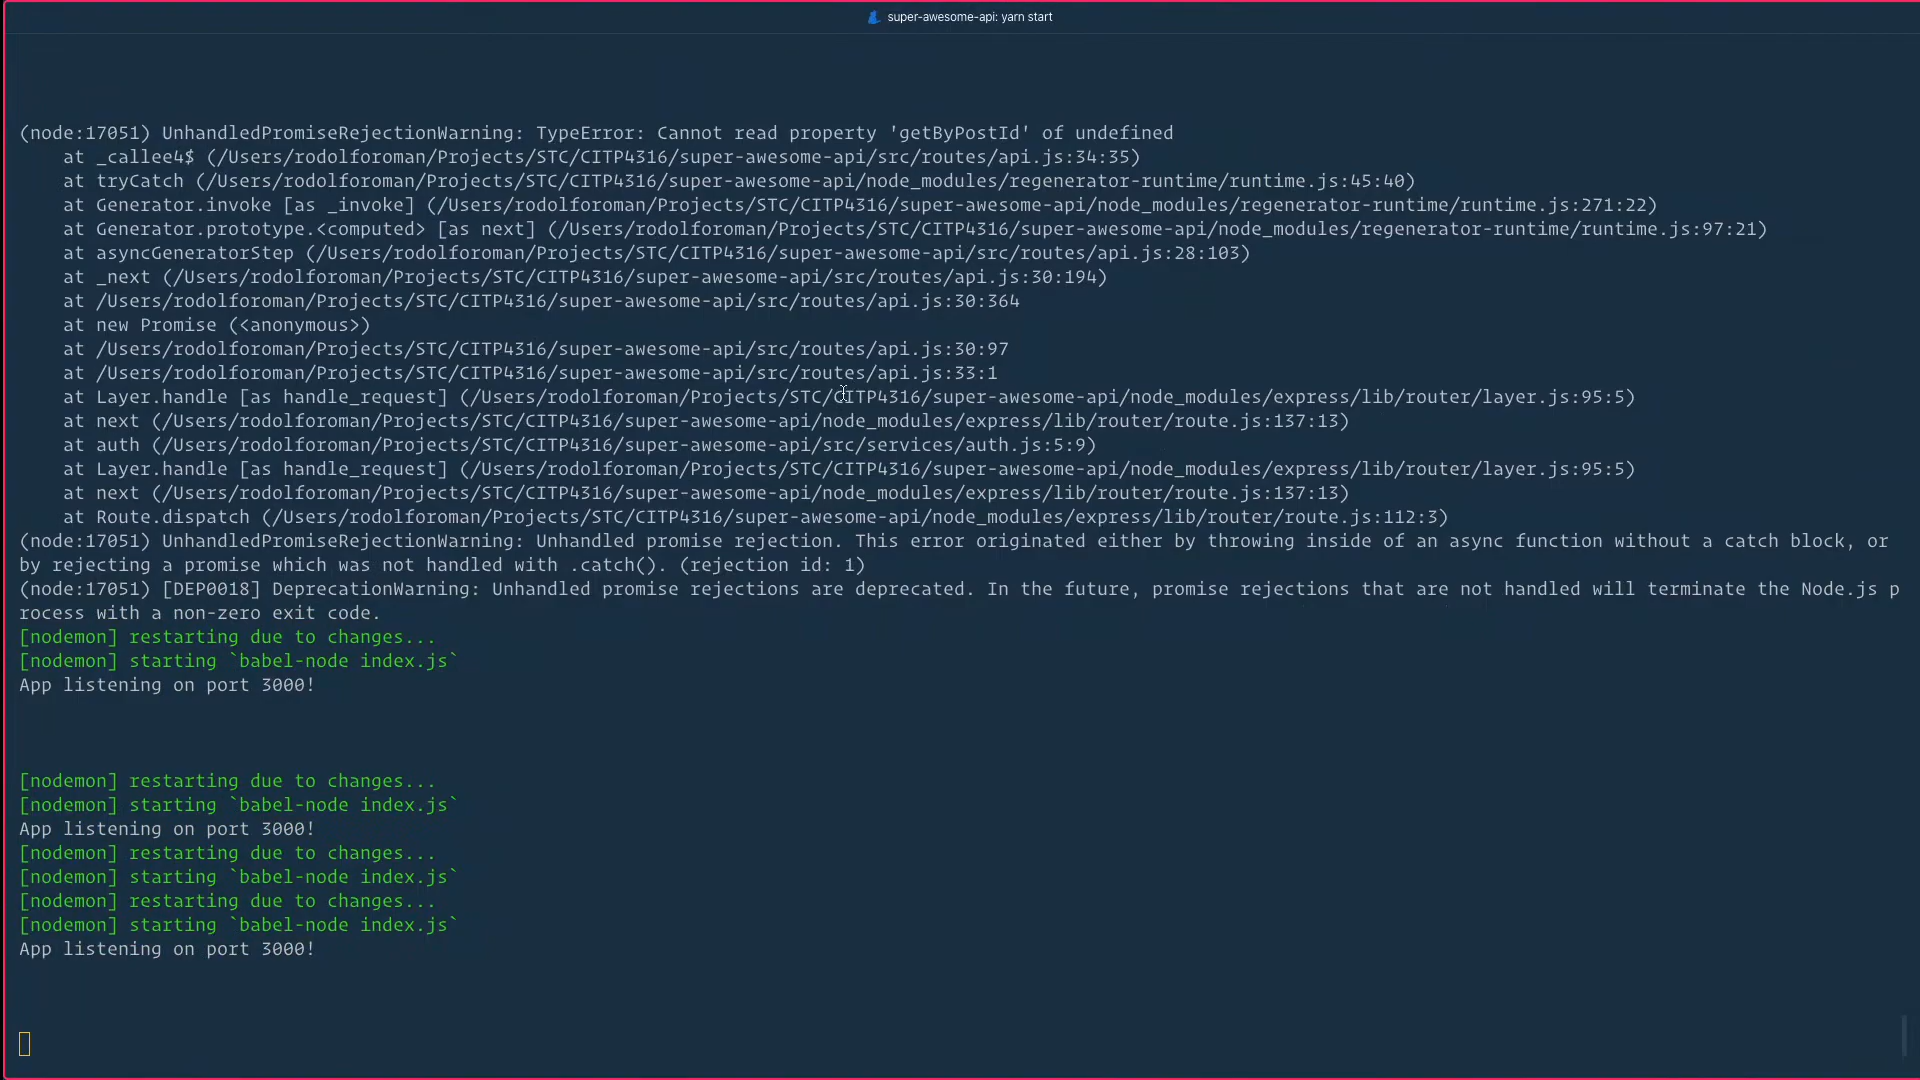 super-awesome-api: yarn start
(node:17051) UnhandledPromiseRejectionWarning: TypeError: Cannot read property 'getByPostId' of undefined
    at _callee4$ (/Users/rodolforoman/Projects/STC/CITP4316/super-awesome-api/src/routes/api.js:34:35)
    at tryCatch (/Users/rodolforoman/Projects/STC/CITP4316/super-awesome-api/node_modules/regenerator-runtime/runtime.js:45:40)
    at Generator.invoke [as _invoke] (/Users/rodolforoman/Projects/STC/CITP4316/super-awesome-api/node_modules/regenerator-runtime/runtime.js:271:22)
    at Generator.prototype.<computed> [as next] (/Users/rodolforoman/Projects/STC/CITP4316/super-awesome-api/node_modules/regenerator-runtime/runtime.js:97:21)
    at asyncGeneratorStep (/Users/rodolforoman/Projects/STC/CITP4316/super-awesome-api/src/routes/api.js:28:103)
    at _next (/Users/rodolforoman/Projects/STC/CITP4316/super-awesome-api/src/routes/api.js:30:194)
    at /Users/rodolforoman/Projects/STC/CITP4316/super-awesome-api/src/routes/api.js:30:364
    at new Promise (<anonymous>)
    at /Users/rodolforoman/Projects/STC/CITP4316/super-awesome-api/src/routes/api.js:30:97
    at /Users/rodolforoman/Projects/STC/CITP4316/super-awesome-api/src/routes/api.js:33:1
    at Layer.handle [as handle_request] (/Users/rodolforoman/Projects/STC/CITP4316/super-awesome-api/node_modules/express/lib/router/layer.js:95:5)
    at next (/Users/rodolforoman/Projects/STC/CITP4316/super-awesome-api/node_modules/express/lib/router/route.js:137:13)
    at auth (/Users/rodolforoman/Projects/STC/CITP4316/super-awesome-api/src/services/auth.js:5:9)
    at Layer.handle [as handle_request] (/Users/rodolforoman/Projects/STC/CITP4316/super-awesome-api/node_modules/express/lib/router/layer.js:95:5)
    at next (/Users/rodolforoman/Projects/STC/CITP4316/super-awesome-api/node_modules/express/lib/router/route.js:137:13)
    at Route.dispatch (/Users/rodolforoman/Projects/STC/CITP4316/super-awesome-api/node_modules/express/lib/router/route.js:112:3)
(node:17051) UnhandledPromiseRejectionWarning: Unhandled promise rejection. This error originated either by throwing inside of an async function without a catch block, or
by rejecting a promise which was not handled with .catch(). (rejection id: 1)
(node:17051) [DEP0018] DeprecationWarning: Unhandled promise rejections are deprecated. In the future, promise rejections that are not handled will terminate the Node.js p
rocess with a non-zero exit code.
[nodemon] restarting due to changes...
[nodemon] starting `babel-node index.js`
App listening on port 3000!
[nodemon] restarting due to changes...
[nodemon] starting `babel-node index.js`
App listening on port 3000!
[nodemon] restarting due to changes...
[nodemon] starting `babel-node index.js`
[nodemon] restarting due to changes...
[nodemon] starting `babel-node index.js`
App listening on port 3000!